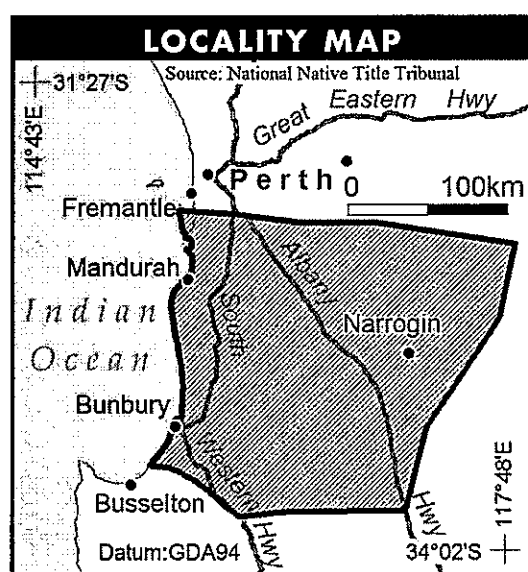 LOCALITY MAP
Source: National Native Title Tribunal
31°27'S
114°43'E
Great Eastern Hwy
Perth
0 100km
Fremantle
Mandurah
Albany
South
Indian
Ocean
Narrogin
Bunbury
Western
Busselton
Hwy
Hwy
117°48'E
Datum:GDA94
34°02'S